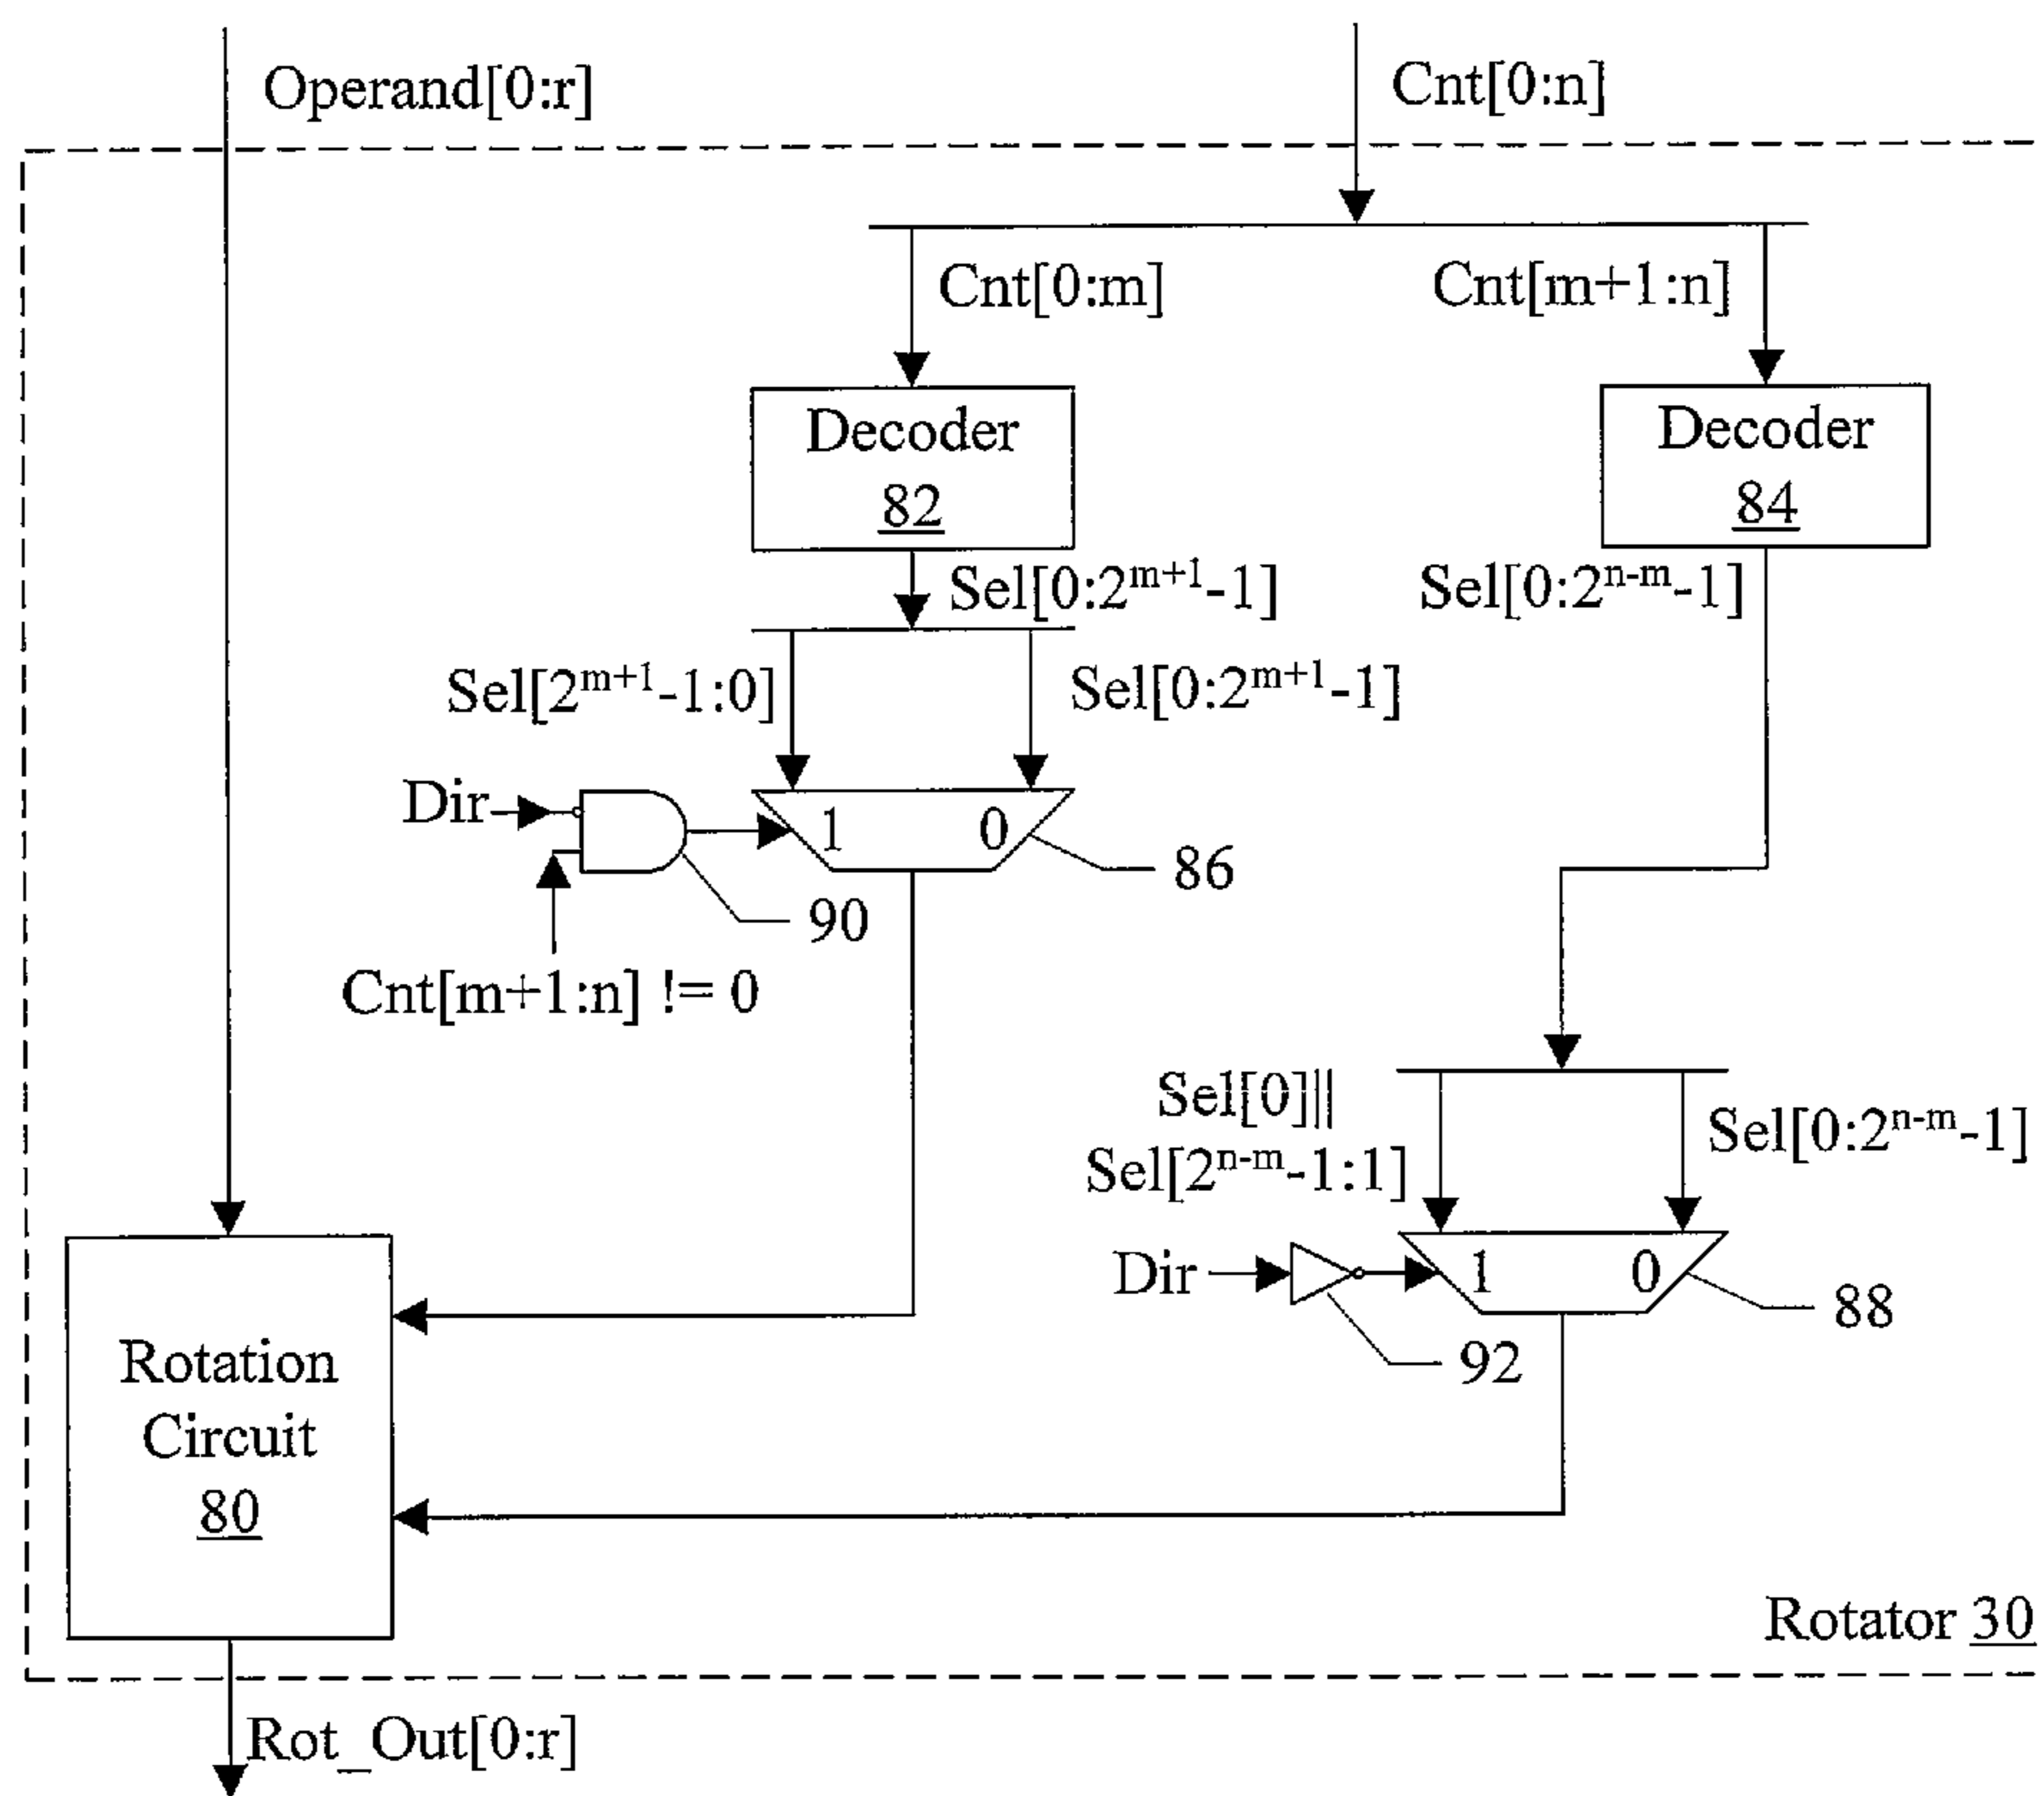 Operand[0:r]
Cnt[0:n]
Cnt[0:m]
Cnt[m+1:n]
Decoder
82
Decoder
84
Sel[0:2^{m+1}-1]
Sel[0:2^{n-m}-1]
Sel[2^{m+1}-1:0]
Sel[0:2^{m+1}-1]
Dir
1
0
86
90
Cnt[m+1:n] != 0
Sel[0]||
Sel[2^{n-m}-1:1]
Sel[0:2^{n-m}-1]
Dir
1
0
88
92
Rotation
Circuit
80
Rotator 30
Rot_Out[0:r]